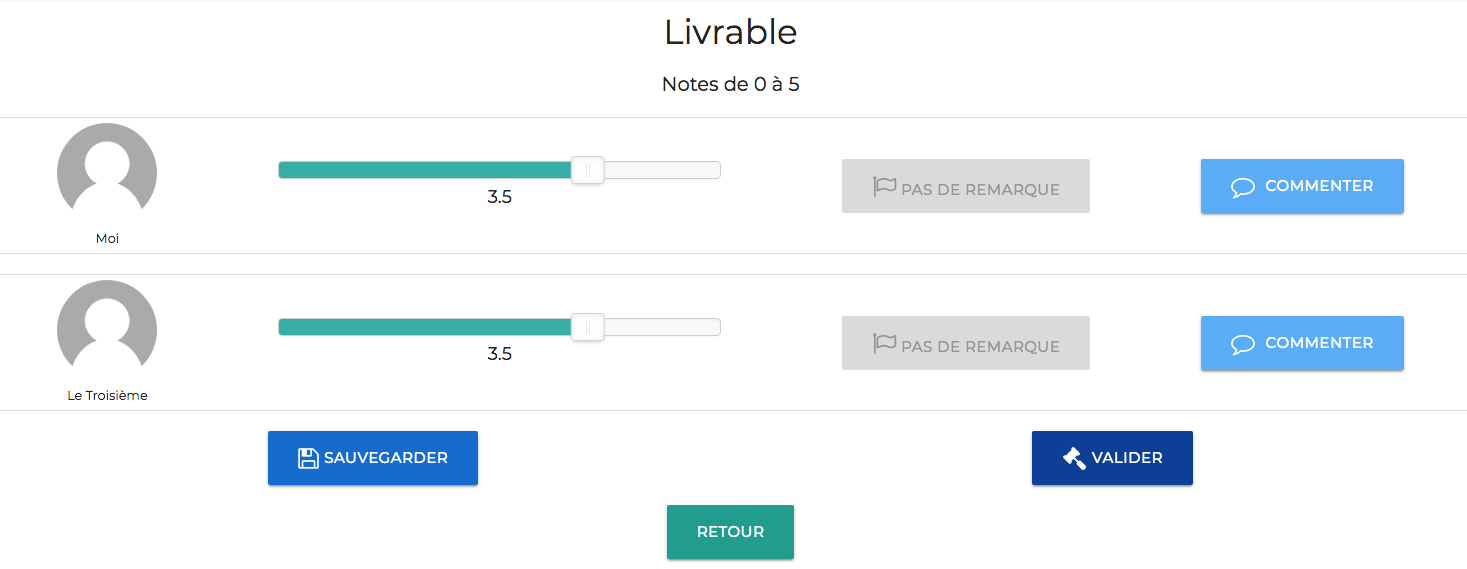 Livrable
Notes de 0 à 5
3.5
PAS DE REMARQUE
COMMENTER
Moi
3.5
PAS DE REMARQUE
COMMENTER
Le Troisième
SAUVEGARDER
VALIDER
RETOUR